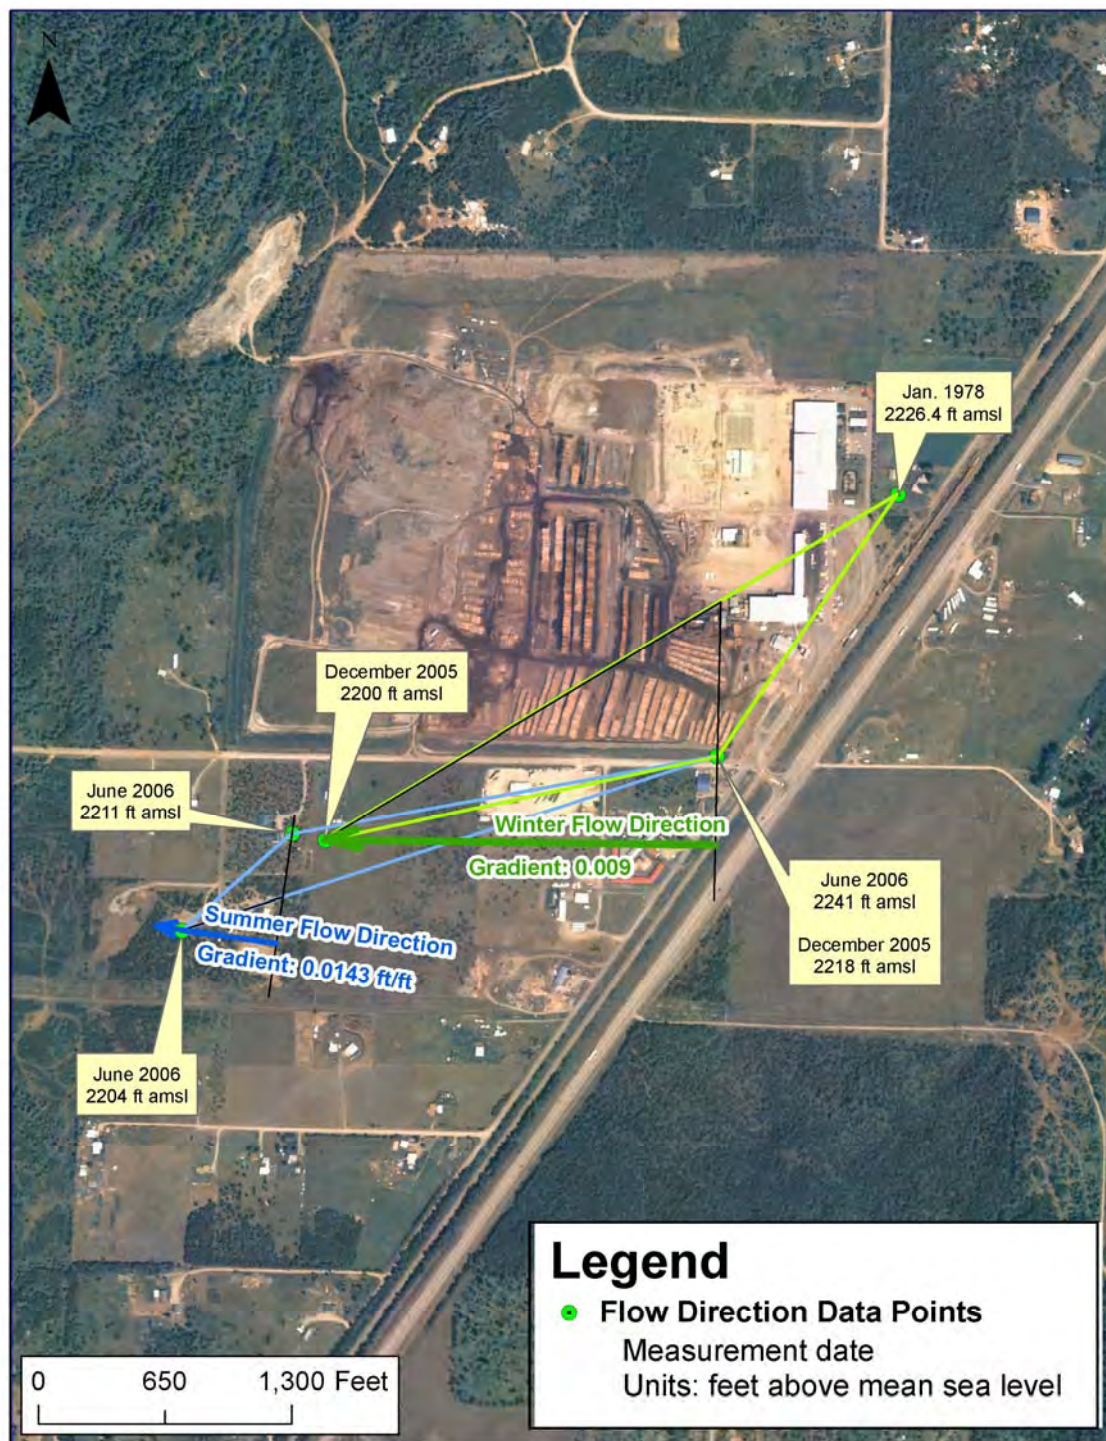 N
Jan. 1978
2226.4 ft amsl
December 2005
2200 ft amsl
June 2006
2211 ft amsl
Winter Flow Direction
Gradient: 0.009
June 2006
2241 ft amsl
December 2005
2218 ft amsl
Summer Flow Direction
Gradient: 0.0143 ft/ft
June 2006
2204 ft amsl
Legend
Flow Direction Data Points
Measurement date
Units: feet above mean sea level
0 650 1,300 Feet